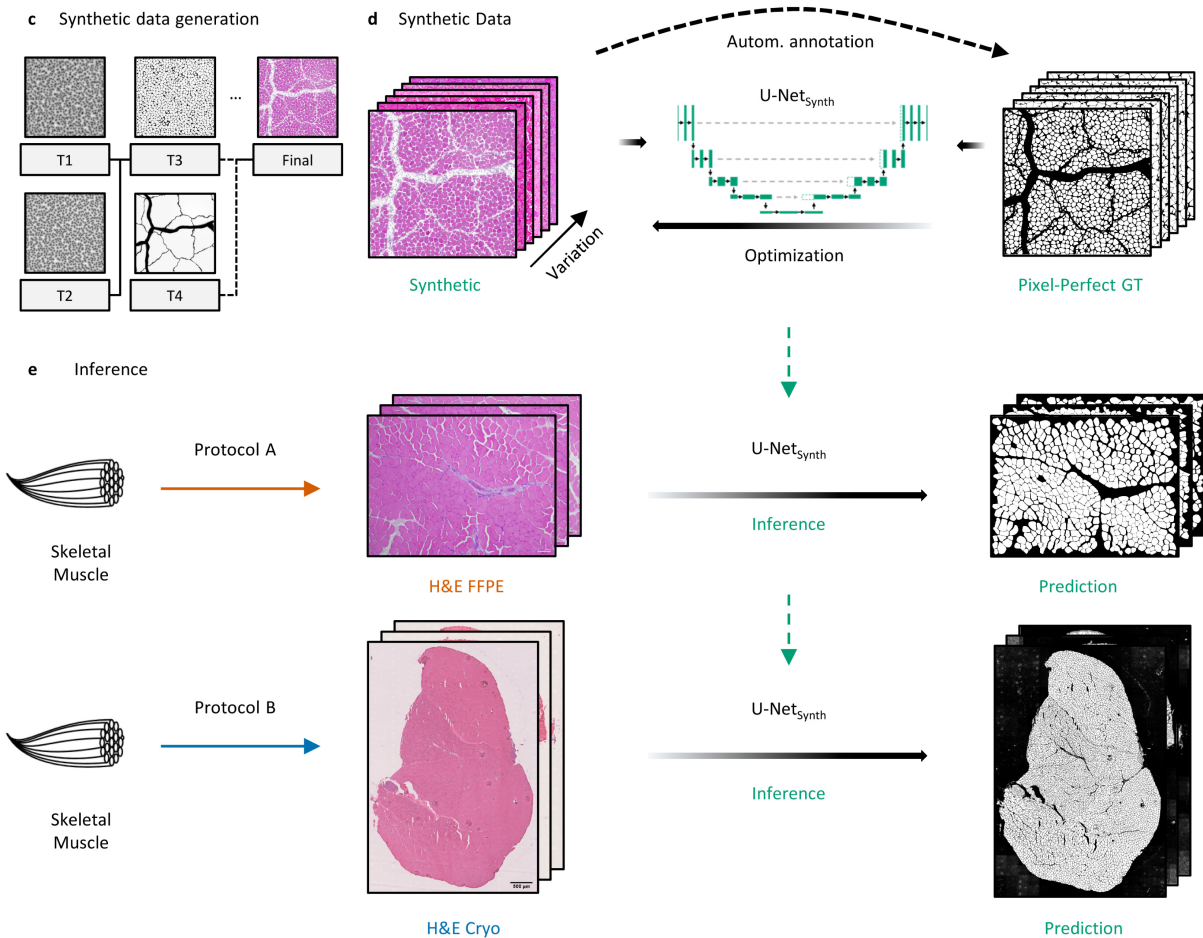 c Synthetic data generation
d Synthetic Data
Autom. annotation
U-NetSynth
...
T1
T3
Final
T2
T4
Variation
Optimization
Synthetic
Pixel-Perfect GT
e Inference
Protocol A
U-NetSynth
Inference
Skeletal
Muscle
H&E FFPE
Prediction
Protocol B
U-NetSynth
Inference
Skeletal
Muscle
500 μm
H&E Cryo
Prediction